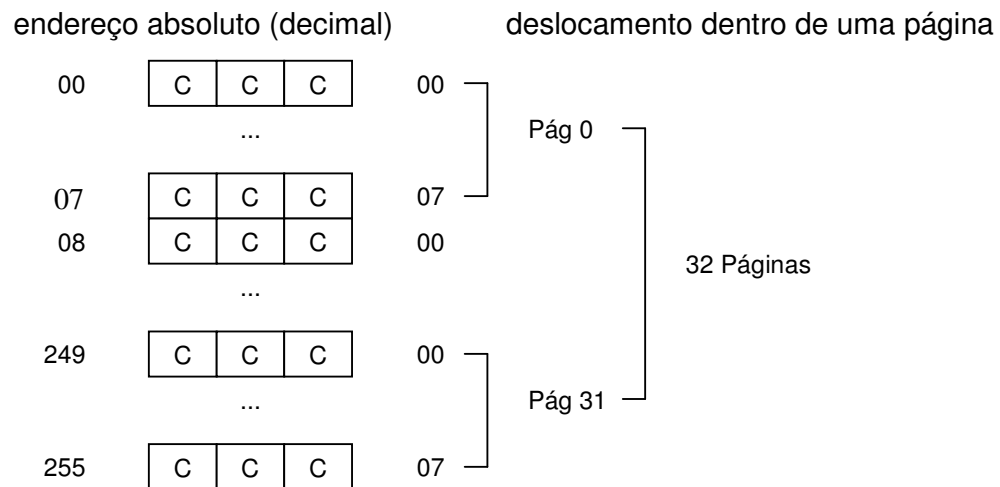 endereço absoluto (decimal) deslocamento dentro de uma página
00 C C C 00
... Pág 0
07 C C C 07
08 C C C 00
32 Páginas
...
249 C C C 00
... Pág 31
255 C C C 07